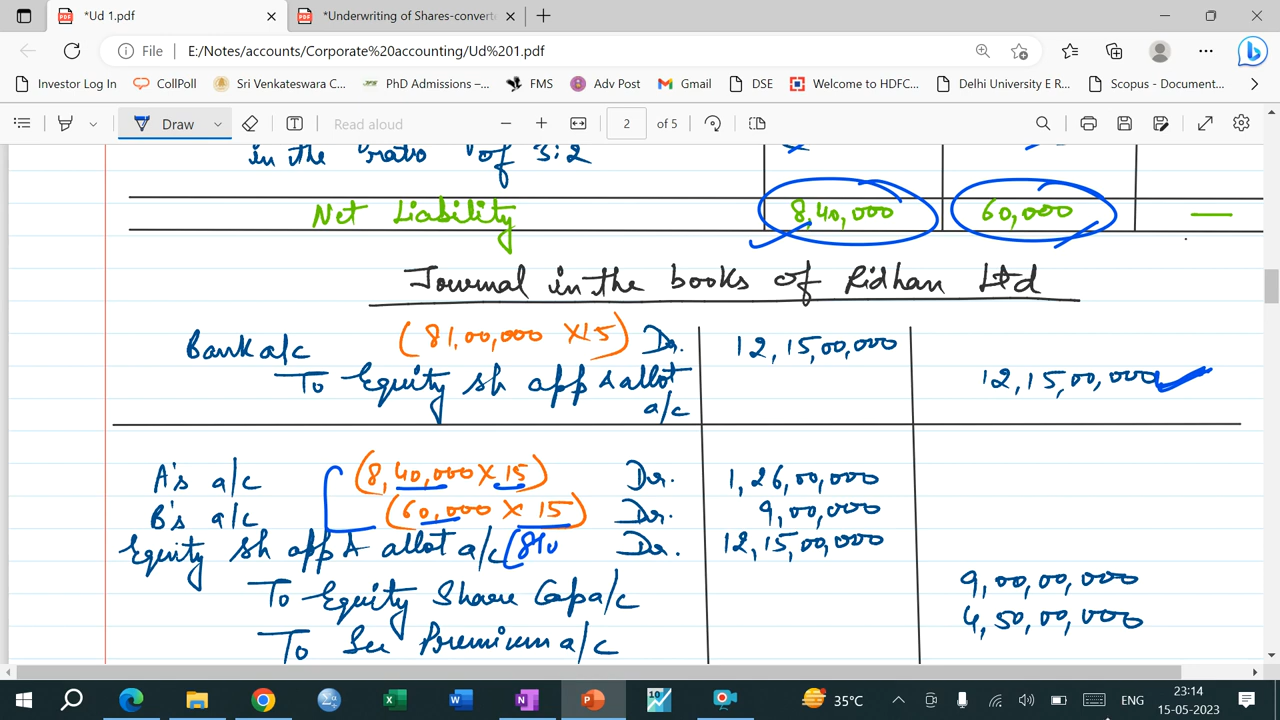 *Ud 1.pdf
*Underwriting of Shares-converte
File
E:/Notes/accounts/Corporate%20accounting/Ud%201.pdf
Investor Log In
CollPoll
Sri Venkateswara C...
PhD Admissions –...
FMS
Adv Post
Gmail
DSE
Welcome to HDFC...
Delhi University E R...
Scopus - Document...
Draw
Read aloud
2 of 5
in the ratio of 3:2
Net Liability 8,40,000 60,000 —
Journal in the books of Ridhan Ltd
Bank a/c (81,00,000 X15) Dr. 12,15,00,000
To Equity sh app & allot a/c 12,15,00,000
A's a/c (8,40,000 X 15) Dr. 1,26,00,000
B's a/c (60,000 X 15) Dr. 9,00,000
Equity Sh app & allot a/c (810 Dr. 12,15,00,000
To Equity Share Cap a/c 9,00,00,000
To Sec Premium a/c 4,50,00,000
10
35°C
ENG
23:14
15-05-2023